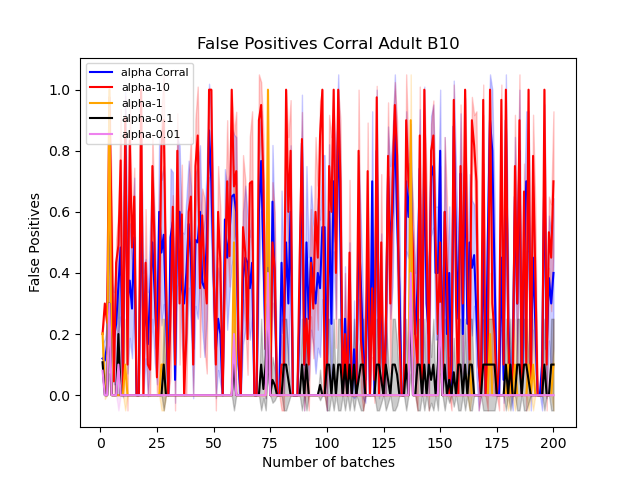 False Positives Corral Adult B10
alpha Corral
alpha-10
alpha-1
alpha-0.1
alpha-0.01
1.0
0.8
0.6
0.4
0.2
0.0
False Positives
0 25 50 75 100 125 150 175 200
Number of batches